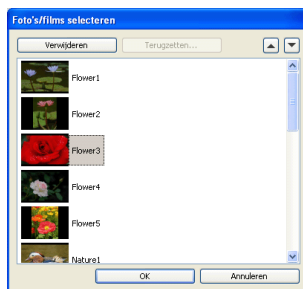 Foto's/films selecteren
Verwijderen
Terugzetten...
Flower1
Flower2
Flower3
Flower4
Flower5
Nature1
OK
Annuleren